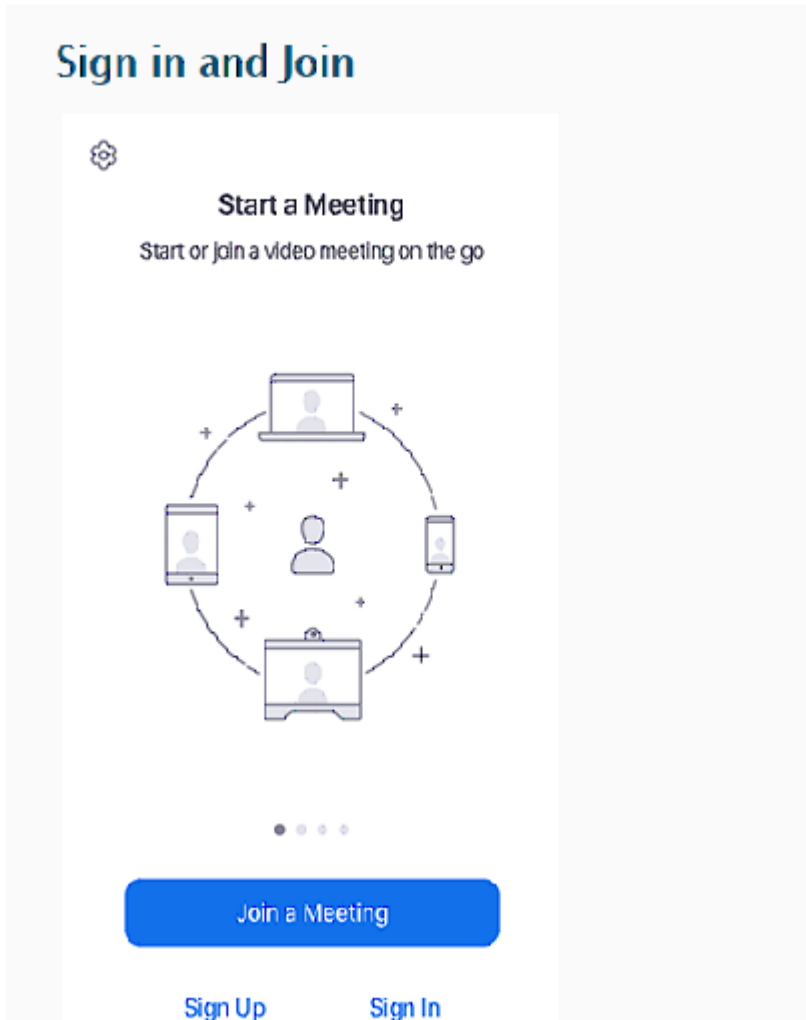 Sign in and Join
Start a Meeting
Start or join a video meeting on the go
Join a Meeting
Sign Up Sign In